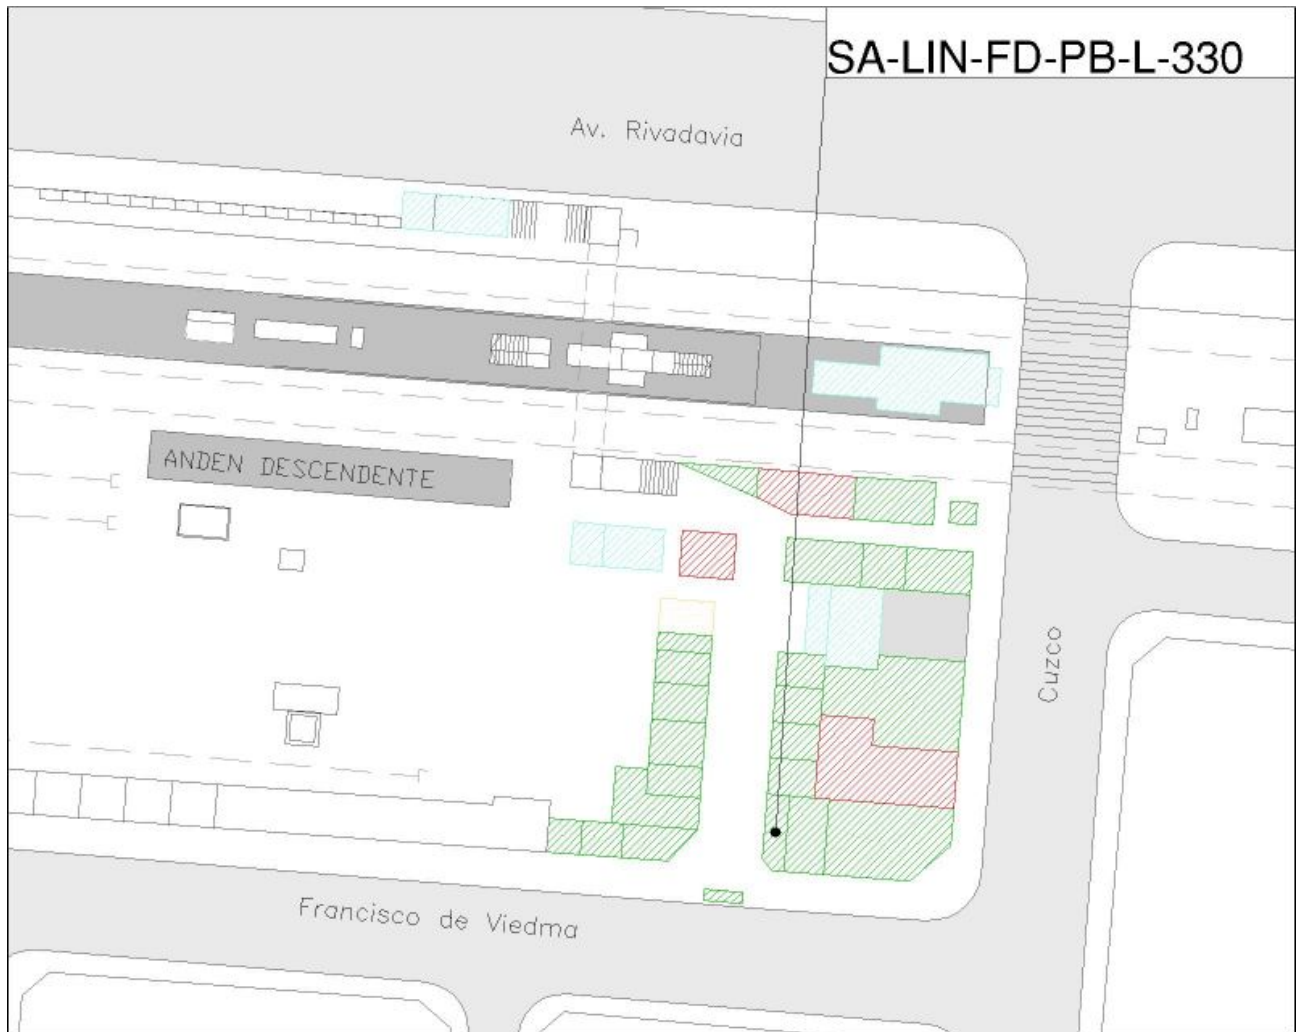 SA-LIN-FD-PB-L-330
Av. Rivadavia
ANDEN DESCENDENTE
Cuzco
Francisco de Viedma